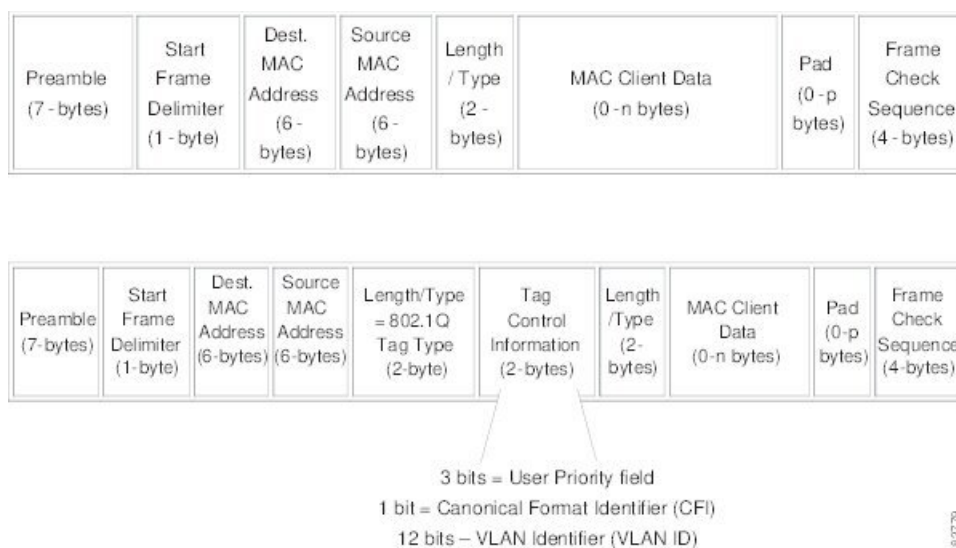 Preamble
(7 - bytes)
Start
Frame
Delimiter
(1 - byte)
Dest.
MAC
Address
(6 -
bytes)
Source
MAC
Address
(6 -
bytes)
Length
/ Type
(2 -
bytes)
MAC Client Data
(0 -n bytes)
Pad
(0 -p
bytes)
Frame
Check
Sequence
(4 - bytes)
Preamble
(7-bytes)
Start
Frame
Delimiter
(1-byte)
Dest.
MAC
Address
(6-bytes)
Source
MAC
Address
(6-bytes)
Length/Type
= 802.1Q
Tag Type
(2-byte)
Tag
Control
Information
(2-bytes)
Length
/Type
(2-
bytes)
MAC Client
Data
(0-n bytes)
Pad
(0-p
bytes)
Frame
Check
Sequence
(4-bytes)
3 bits = User Priority field
1 bit = Canonical Format Identifier (CFI)
12 bits – VLAN Identifier (VLAN ID)